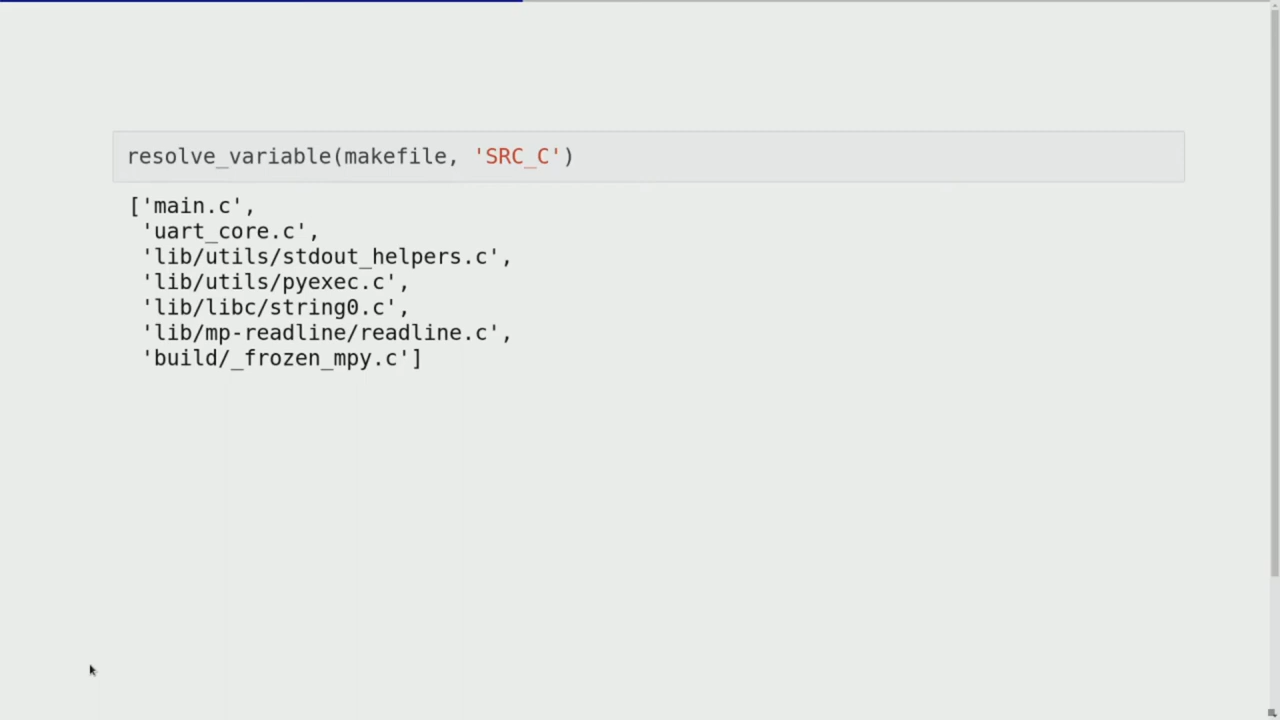 resolve_variable(makefile, 'SRC_C')
['main.c',
'uart_core.c',
'lib/utils/stdout_helpers.c',
'lib/utils/pyexec.c',
'lib/libc/string0.c',
'lib/mp-readline/readline.c',
'build/_frozen_mpy.c']